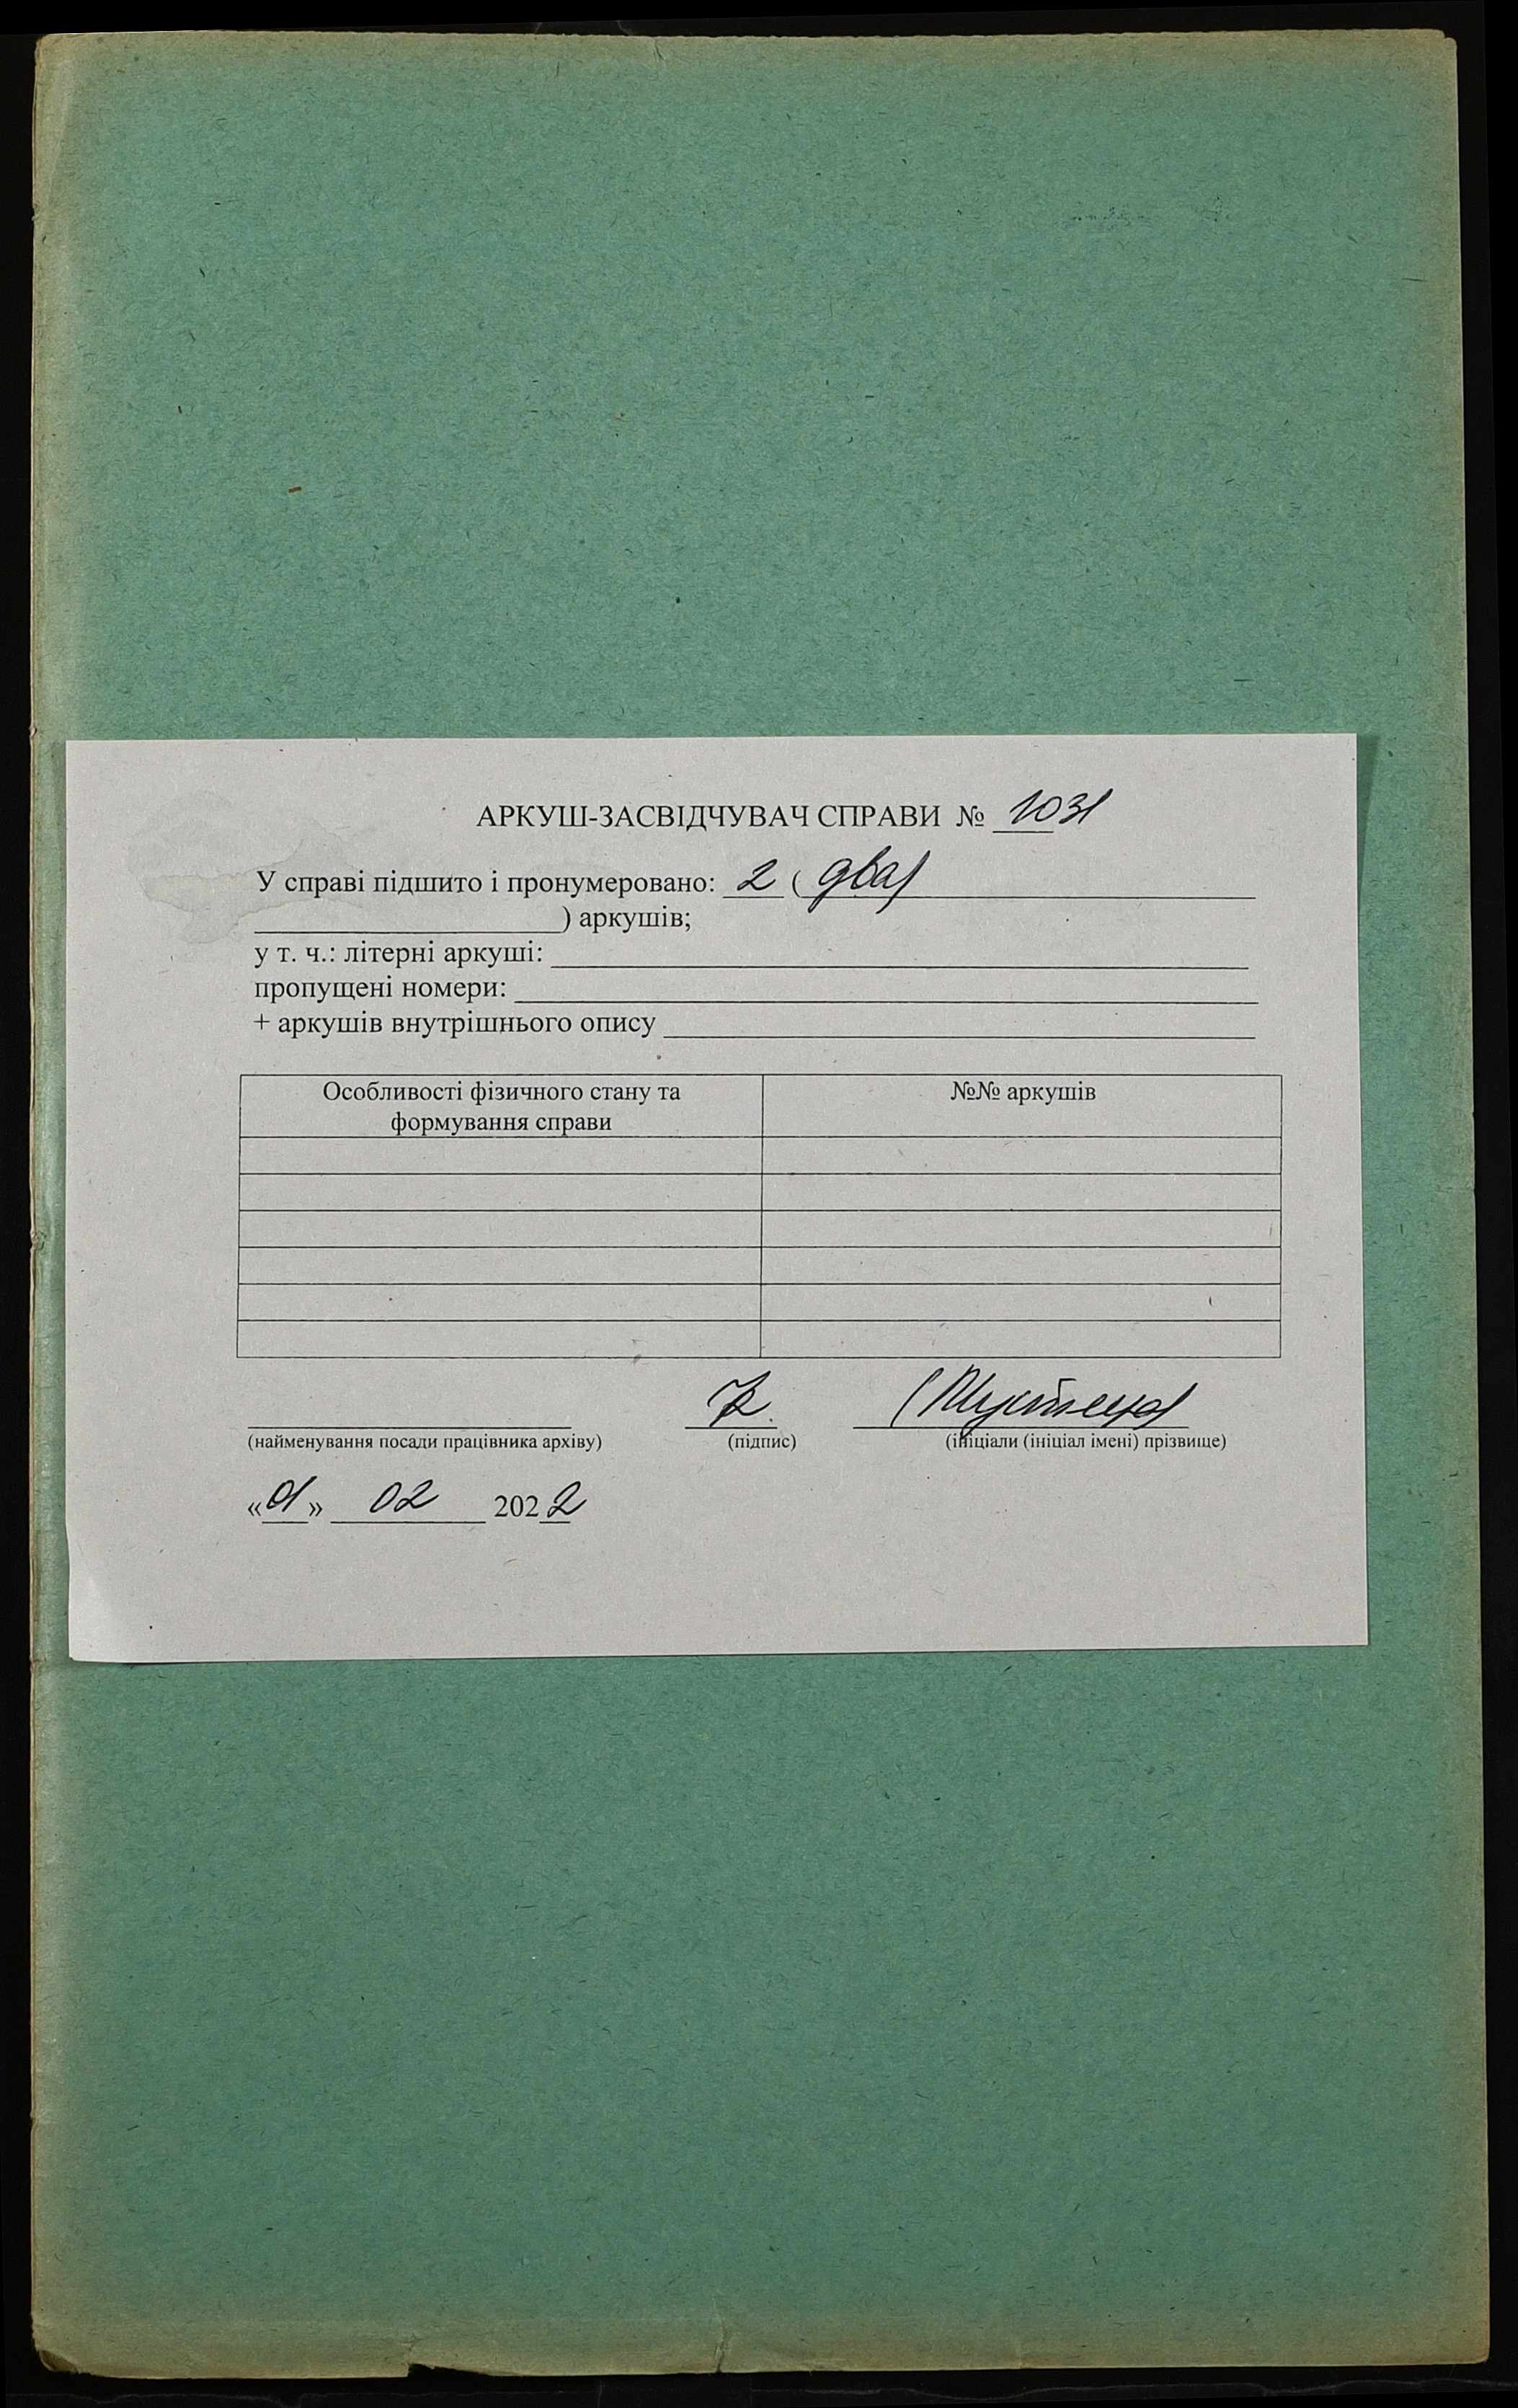 АРКУШ-ЗАСВІДЧУВАЧ СПРАВИ № 1031
У справі підшито і пронумеровано: 2 ( два)
) аркушів;
у т. ч.: літерні аркуші:
пропущені номери:
+ аркушів внутрішнього опису
Особливості фізичного стану та формування справи
№№ аркушів
(найменування посади працівника архіву)
(підпис)
(ініціали (ініціал імені) прізвище)
«01» 02 2022